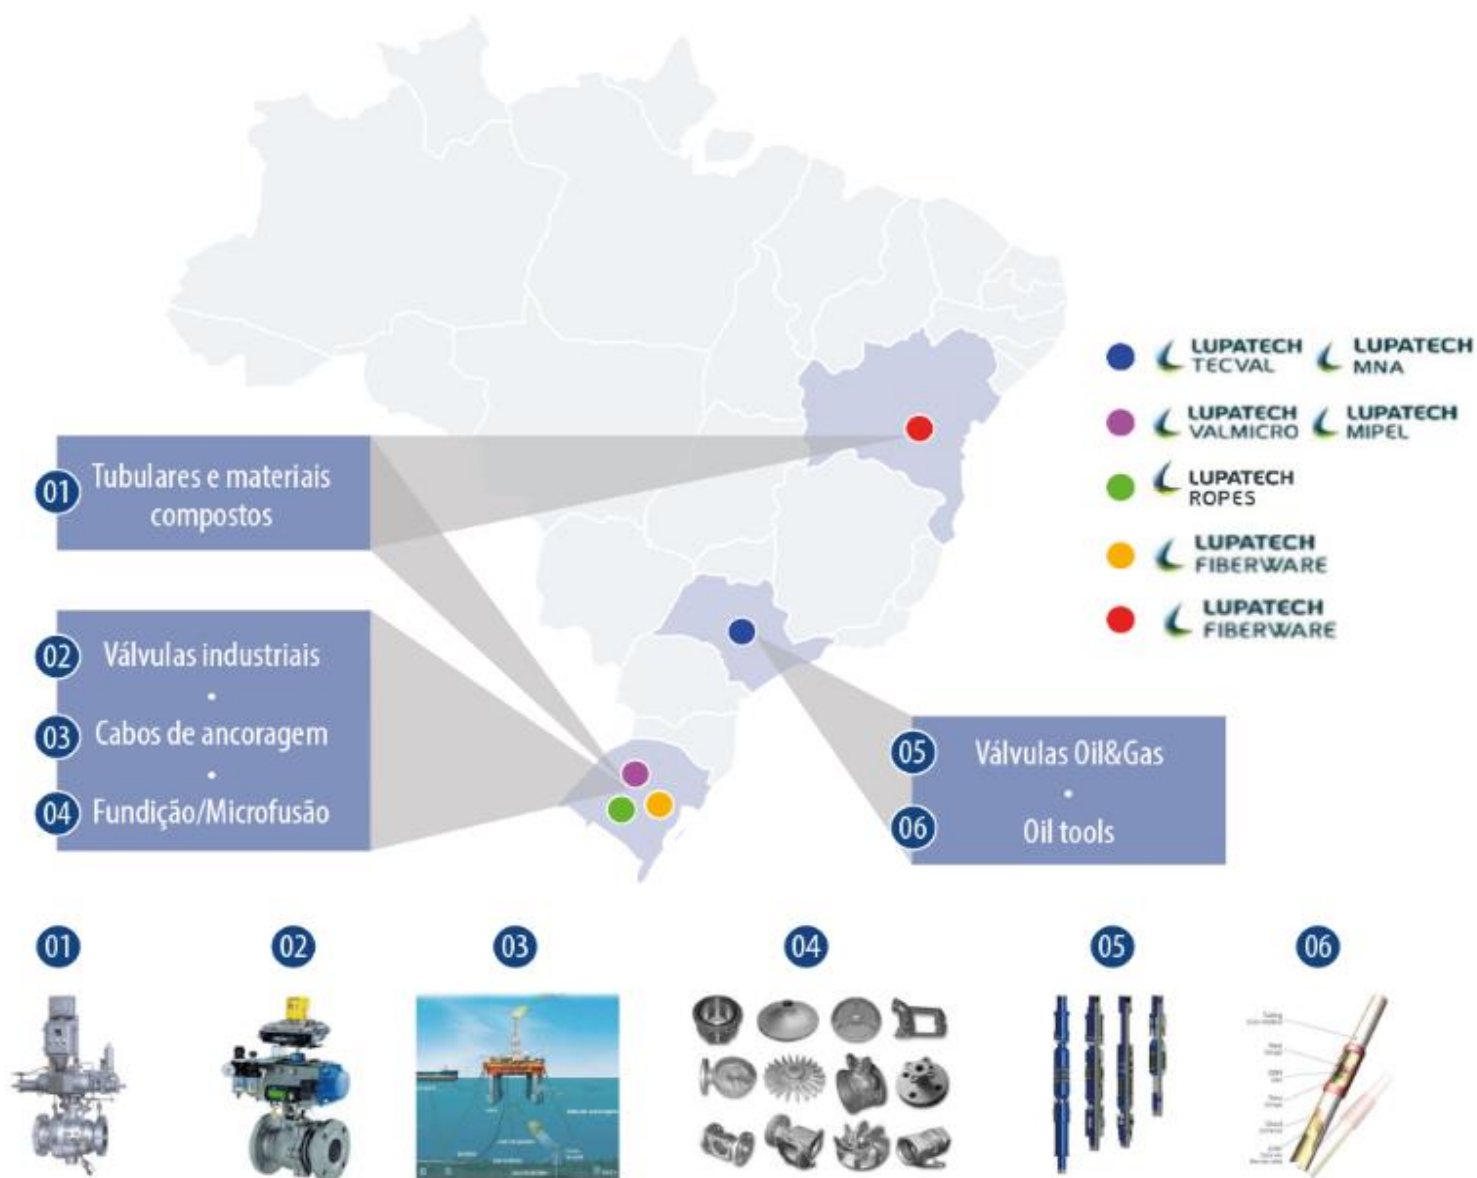 LUPATECH
TECVAL
LUPATECH
MNA
LUPATECH
VALMICRO
LUPATECH
MIPEL
LUPATECH
ROPES
LUPATECH
FIBERWARE
LUPATECH
FIBERWARE
01 Tubulares e materiais
compostos
02 Válvulas industriais
•
03 Cabos de ancoragem
•
04 Fundição/Microfusão
05 Válvulas Oil&Gas
•
06 Oil tools
01 02 03 04 05 06